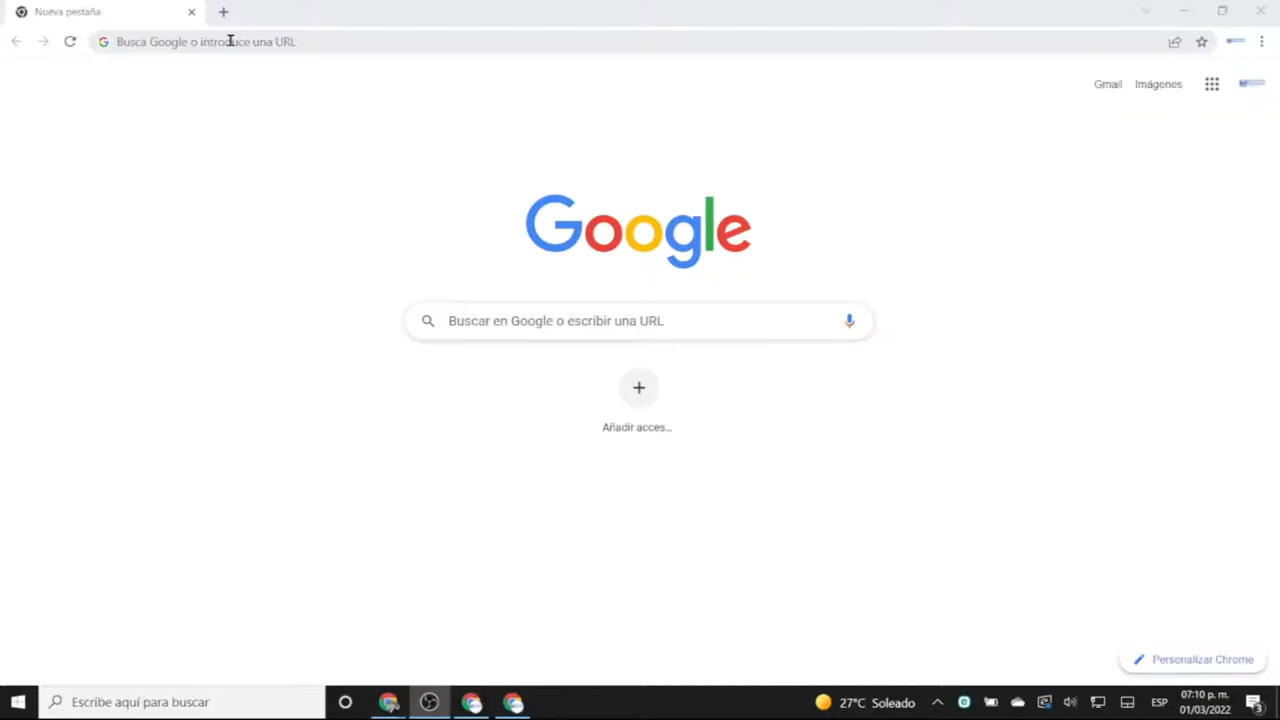 Nueva pestaña
Busca Google o introduce una URL
Gmail Imágenes
Google
Buscar en Google o escribir una URL
Añadir acces...
Personalizar Chrome
Escribe aquí para buscar
27°C Soleado
ESP
07:10 p. m.
01/03/2022
3